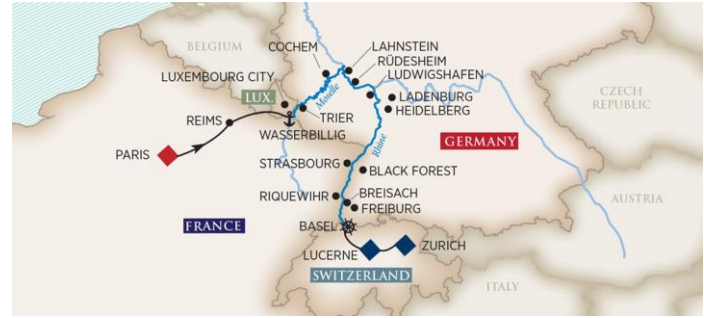 BELGIUM
COCHEM
LAHNSTEIN
RÜDESHEIM
LUDWIGSHAFEN
LUXEMBOURG CITY
LUX.
Moselle
LADENBURG
HEIDELBERG
CZECH
REPUBLIC
REIMS
TRIER
WASSERBILLIG
GERMANY
PARIS
Rhine
STRASBOURG
BLACK FOREST
RIQUEWIHR
BREISACH
FREIBURG
AUSTRIA
FRANCE
BASEL
LUCERNE
ZURICH
SWITZERLAND
ITALY